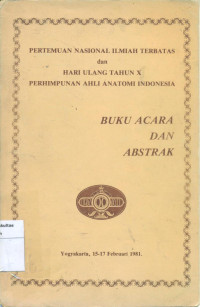 PERTEMUAN NASIONAL ILMIAH TERBATAS
dan
HARI ULANG TAHUN X
PERHIMPUNAN AHLI ANATOMI INDONESIA
BUKU ACARA
DAN
ABSTRAK
Yogyakarta, 15-17 Februari 1981.